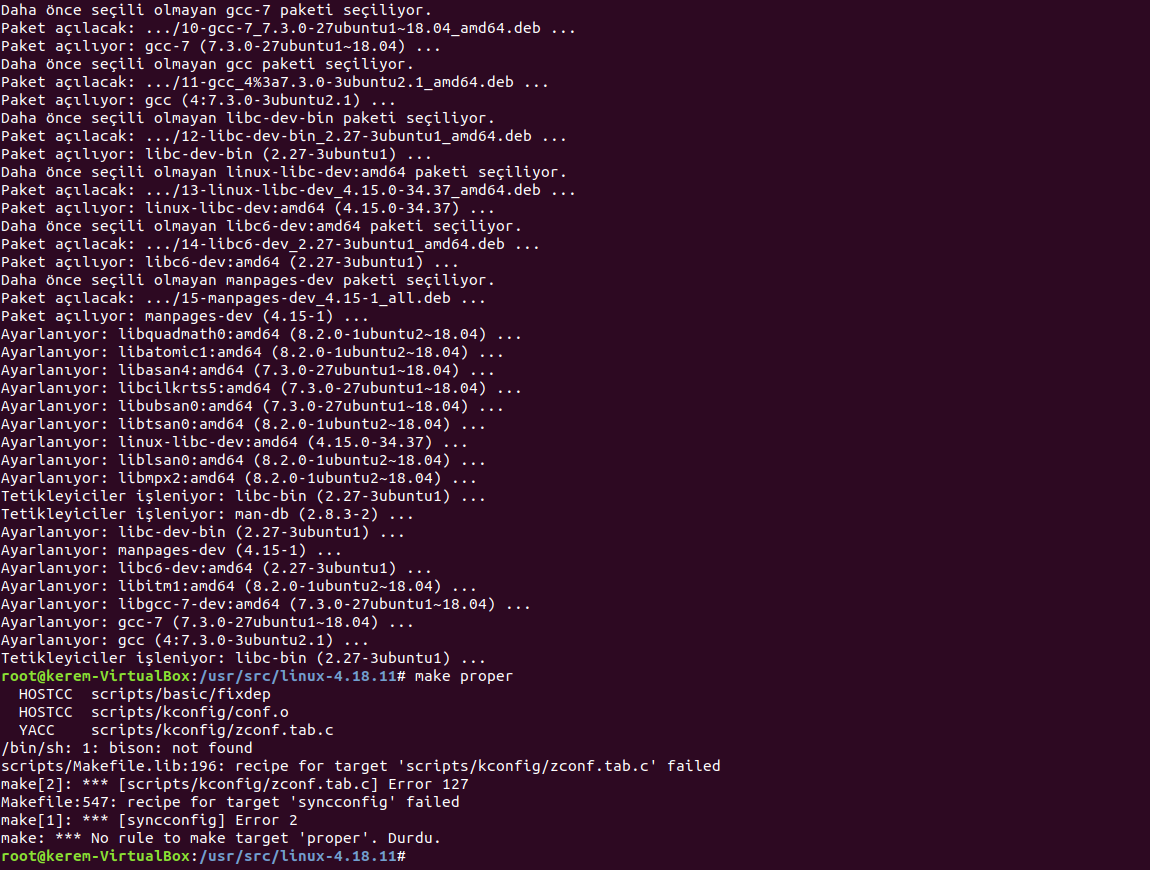 Daha önce seçili olmayan gcc-7 paketi seçiliyor.
Paket açılacak: .../10-gcc-7_7.3.0-27ubuntu1~18.04_amd64.deb ...
Paket açılıyor: gcc-7 (7.3.0-27ubuntu1~18.04) ...
Daha önce seçili olmayan gcc paketi seçiliyor.
Paket açılacak: .../11-gcc_4%3a7.3.0-3ubuntu2.1_amd64.deb ...
Paket açılıyor: gcc (4:7.3.0-3ubuntu2.1) ...
Daha önce seçili olmayan libc-dev-bin paketi seçiliyor.
Paket açılacak: .../12-libc-dev-bin_2.27-3ubuntu1_amd64.deb ...
Paket açılıyor: libc-dev-bin (2.27-3ubuntu1) ...
Daha önce seçili olmayan linux-libc-dev:amd64 paketi seçiliyor.
Paket açılacak: .../13-linux-libc-dev_4.15.0-34.37_amd64.deb ...
Paket açılıyor: linux-libc-dev:amd64 (4.15.0-34.37) ...
Daha önce seçili olmayan libc6-dev:amd64 paketi seçiliyor.
Paket açılacak: .../14-libc6-dev_2.27-3ubuntu1_amd64.deb ...
Paket açılıyor: libc6-dev:amd64 (2.27-3ubuntu1) ...
Daha önce seçili olmayan manpages-dev paketi seçiliyor.
Paket açılacak: .../15-manpages-dev_4.15-1_all.deb ...
Paket açılıyor: manpages-dev (4.15-1) ...
Ayarlanıyor: libquadmath0:amd64 (8.2.0-1ubuntu2~18.04) ...
Ayarlanıyor: libatomic1:amd64 (8.2.0-1ubuntu2~18.04) ...
Ayarlanıyor: libasan4:amd64 (7.3.0-27ubuntu1~18.04) ...
Ayarlanıyor: libcilkrts5:amd64 (7.3.0-27ubuntu1~18.04) ...
Ayarlanıyor: libubsan0:amd64 (7.3.0-27ubuntu1~18.04) ...
Ayarlanıyor: libtsan0:amd64 (8.2.0-1ubuntu2~18.04) ...
Ayarlanıyor: linux-libc-dev:amd64 (4.15.0-34.37) ...
Ayarlanıyor: liblsan0:amd64 (8.2.0-1ubuntu2~18.04) ...
Ayarlanıyor: libmpx2:amd64 (8.2.0-1ubuntu2~18.04) ...
Tetikleyiciler işleniyor: libc-bin (2.27-3ubuntu1) ...
Tetikleyiciler işleniyor: man-db (2.8.3-2) ...
Ayarlanıyor: libc-dev-bin (2.27-3ubuntu1) ...
Ayarlanıyor: manpages-dev (4.15-1) ...
Ayarlanıyor: libc6-dev:amd64 (2.27-3ubuntu1) ...
Ayarlanıyor: libitm1:amd64 (8.2.0-1ubuntu2~18.04) ...
Ayarlanıyor: libgcc-7-dev:amd64 (7.3.0-27ubuntu1~18.04) ...
Ayarlanıyor: gcc-7 (7.3.0-27ubuntu1~18.04) ...
Ayarlanıyor: gcc (4:7.3.0-3ubuntu2.1) ...
Tetikleyiciler işleniyor: libc-bin (2.27-3ubuntu1) ...
root@kerem-VirtualBox:/usr/src/linux-4.18.11# make proper
  HOSTCC  scripts/basic/fixdep
  HOSTCC  scripts/kconfig/conf.o
  YACC    scripts/kconfig/zconf.tab.c
/bin/sh: 1: bison: not found
scripts/Makefile.lib:196: recipe for target 'scripts/kconfig/zconf.tab.c' failed
make[2]: *** [scripts/kconfig/zconf.tab.c] Error 127
Makefile:547: recipe for target 'syncconfig' failed
make[1]: *** [syncconfig] Error 2
make: *** No rule to make target 'proper'. Durdu.
root@kerem-VirtualBox:/usr/src/linux-4.18.11#